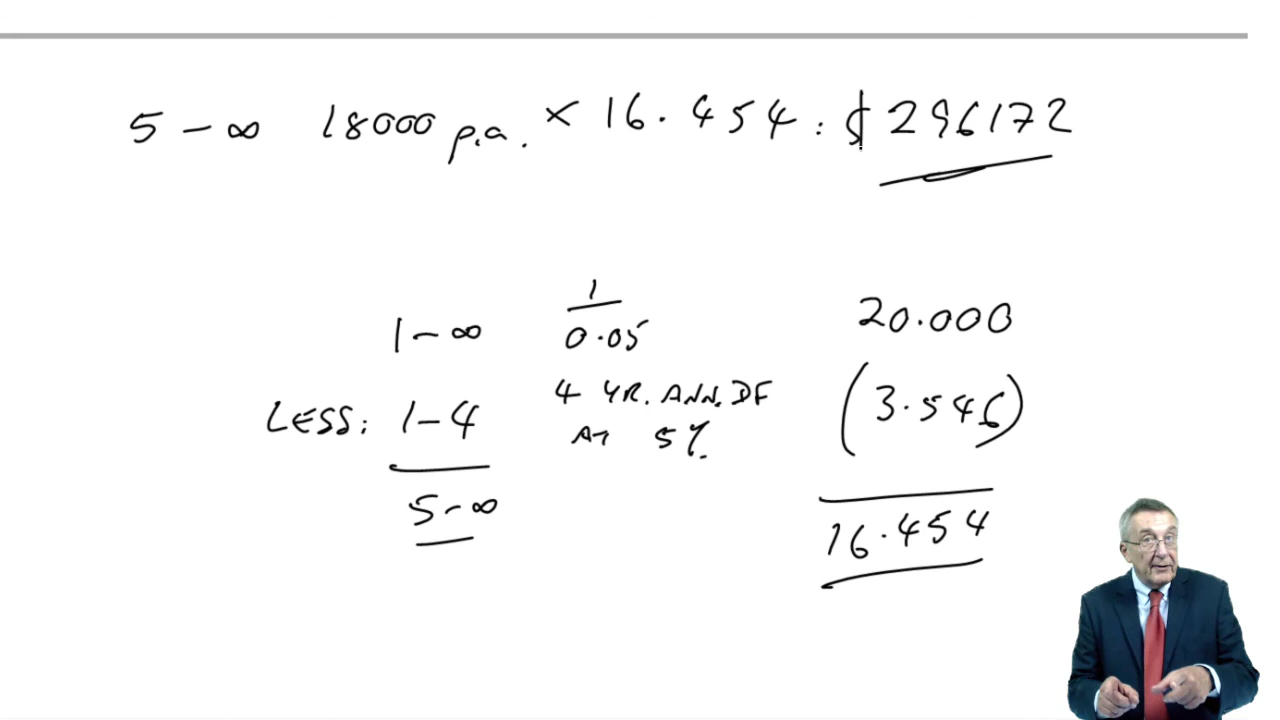 5 – ∞ 18000 p.a. × 16.454 : $296172
1 – ∞ 1/0.05 20.000
LESS: 1 – 4 4 YR. ANN. DF AT 5% (3.546)
5 – ∞ 16.454